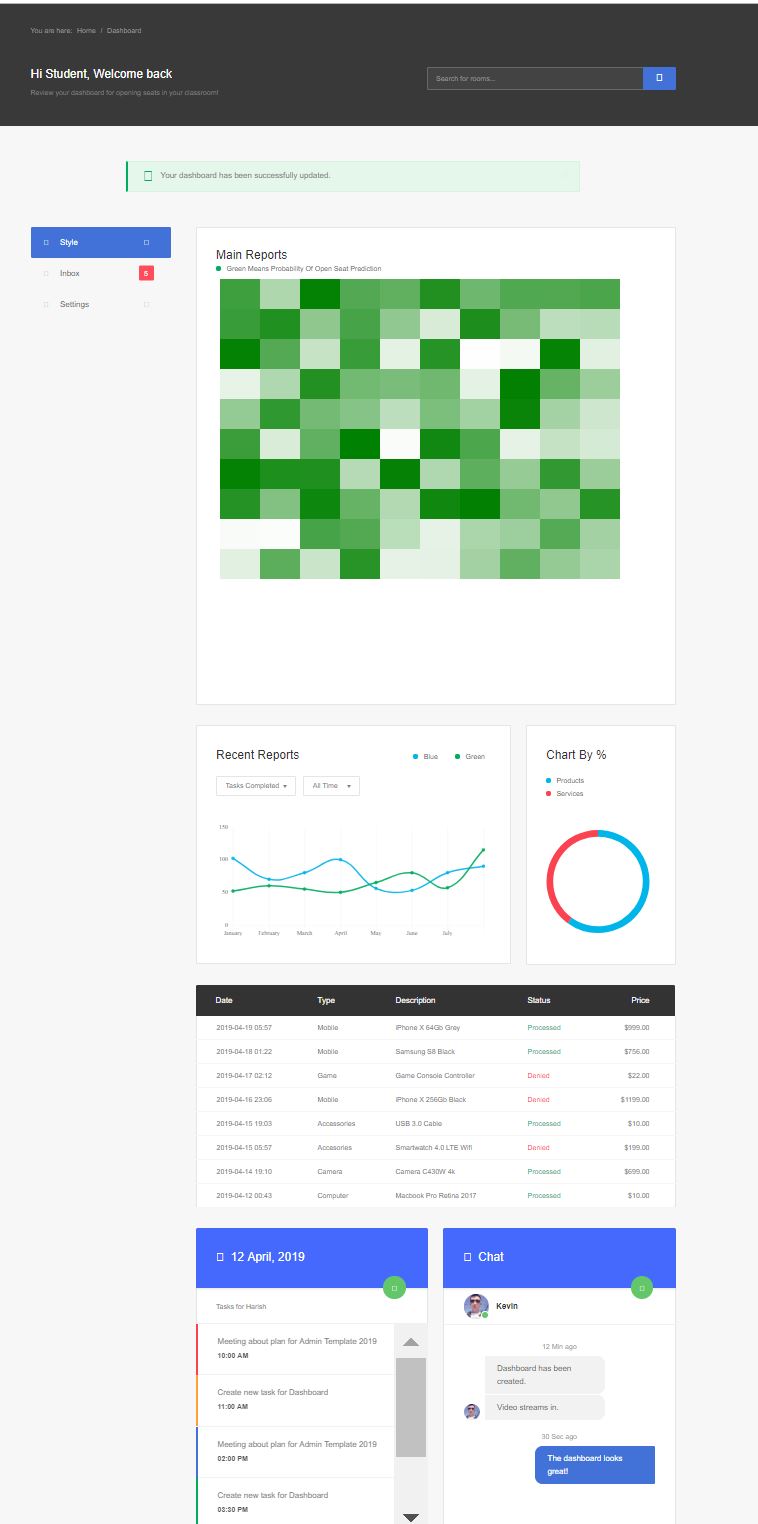 You are here: Home / Dashboard
Hi Student, Welcome back
Search for rooms...
Review your dashboard for opening seats in your classroom!
Your dashboard has been successfully updated.
Style
Inbox
5
Settings
Main Reports
Green Means Probability Of Open Seat Prediction
Recent Reports
Blue
Green
Tasks Completed
All Time
150
100
50
0
January February March April May June July
Chart By %
Products
Services
Date Type Description Status Price
2019-04-19 05:57 Mobile iPhone X 64Gb Grey Processed $999.00
2019-04-18 01:22 Mobile Samsung S8 Black Processed $756.00
2019-04-17 02:12 Game Game Console Controller Denied $22.00
2019-04-16 23:06 Mobile iPhone X 256Gb Black Denied $1199.00
2019-04-15 19:03 Accessories USB 3.0 Cable Processed $10.00
2019-04-15 05:57 Accesories Smartwatch 4.0 LTE Wifi Denied $199.00
2019-04-14 19:10 Camera Camera C430W 4k Processed $699.00
2019-04-12 00:43 Computer Macbook Pro Retina 2017 Processed $10.00
12 April, 2019
Tasks for Harish
Meeting about plan for Admin Template 2019
10:00 AM
Create new task for Dashboard
11:00 AM
Meeting about plan for Admin Template 2019
02:00 PM
Create new task for Dashboard
03:30 PM
Chat
Kevin
12 Min ago
Dashboard has been
created.
Video streams in.
30 Sec ago
The dashboard looks
great!